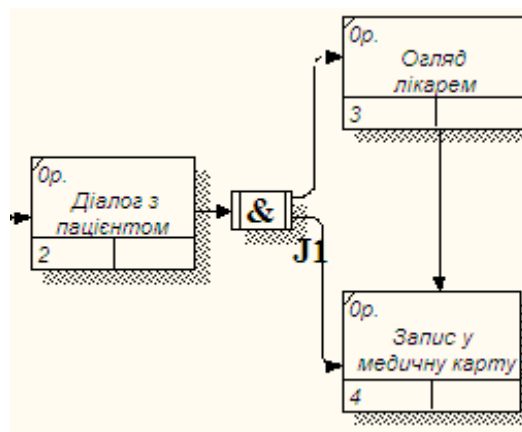 0р.
Огляд
лікарем
3
0р.
Діалог з
пацієнтом
2
&
J1
0р.
Запис у
медичну карту
4